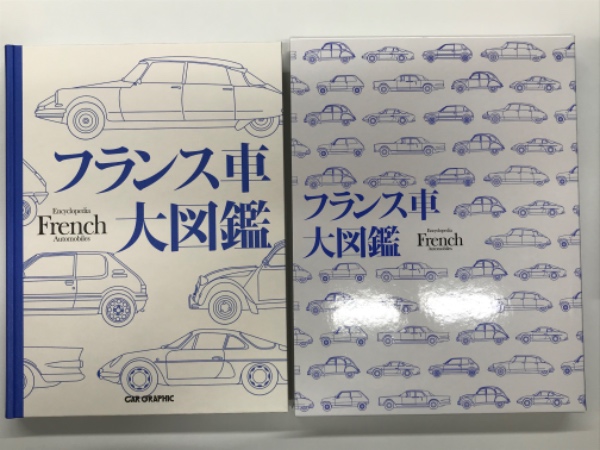 フランス車
大図鑑
Encyclopedia
French
Automobiles
CAR GRAPHIC
フランス車
大図鑑
Encyclopedia
French
Automobiles